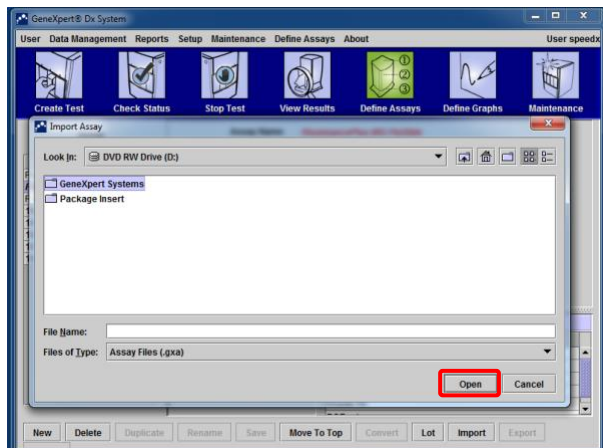 GeneXpert® Dx System
User Data Management Reports Setup Maintenance Define Assays About User speedx
Create Test Check Status Stop Test View Results Define Assays Define Graphs Maintenance
Import Assay
Look In: DVD RW Drive (D:)
GeneXpert Systems
Package Insert
File Name:
Files of Type: Assay Files (.gxa)
Open Cancel
New Delete Duplicate Rename Save Move To Top Convert Lot Import Export